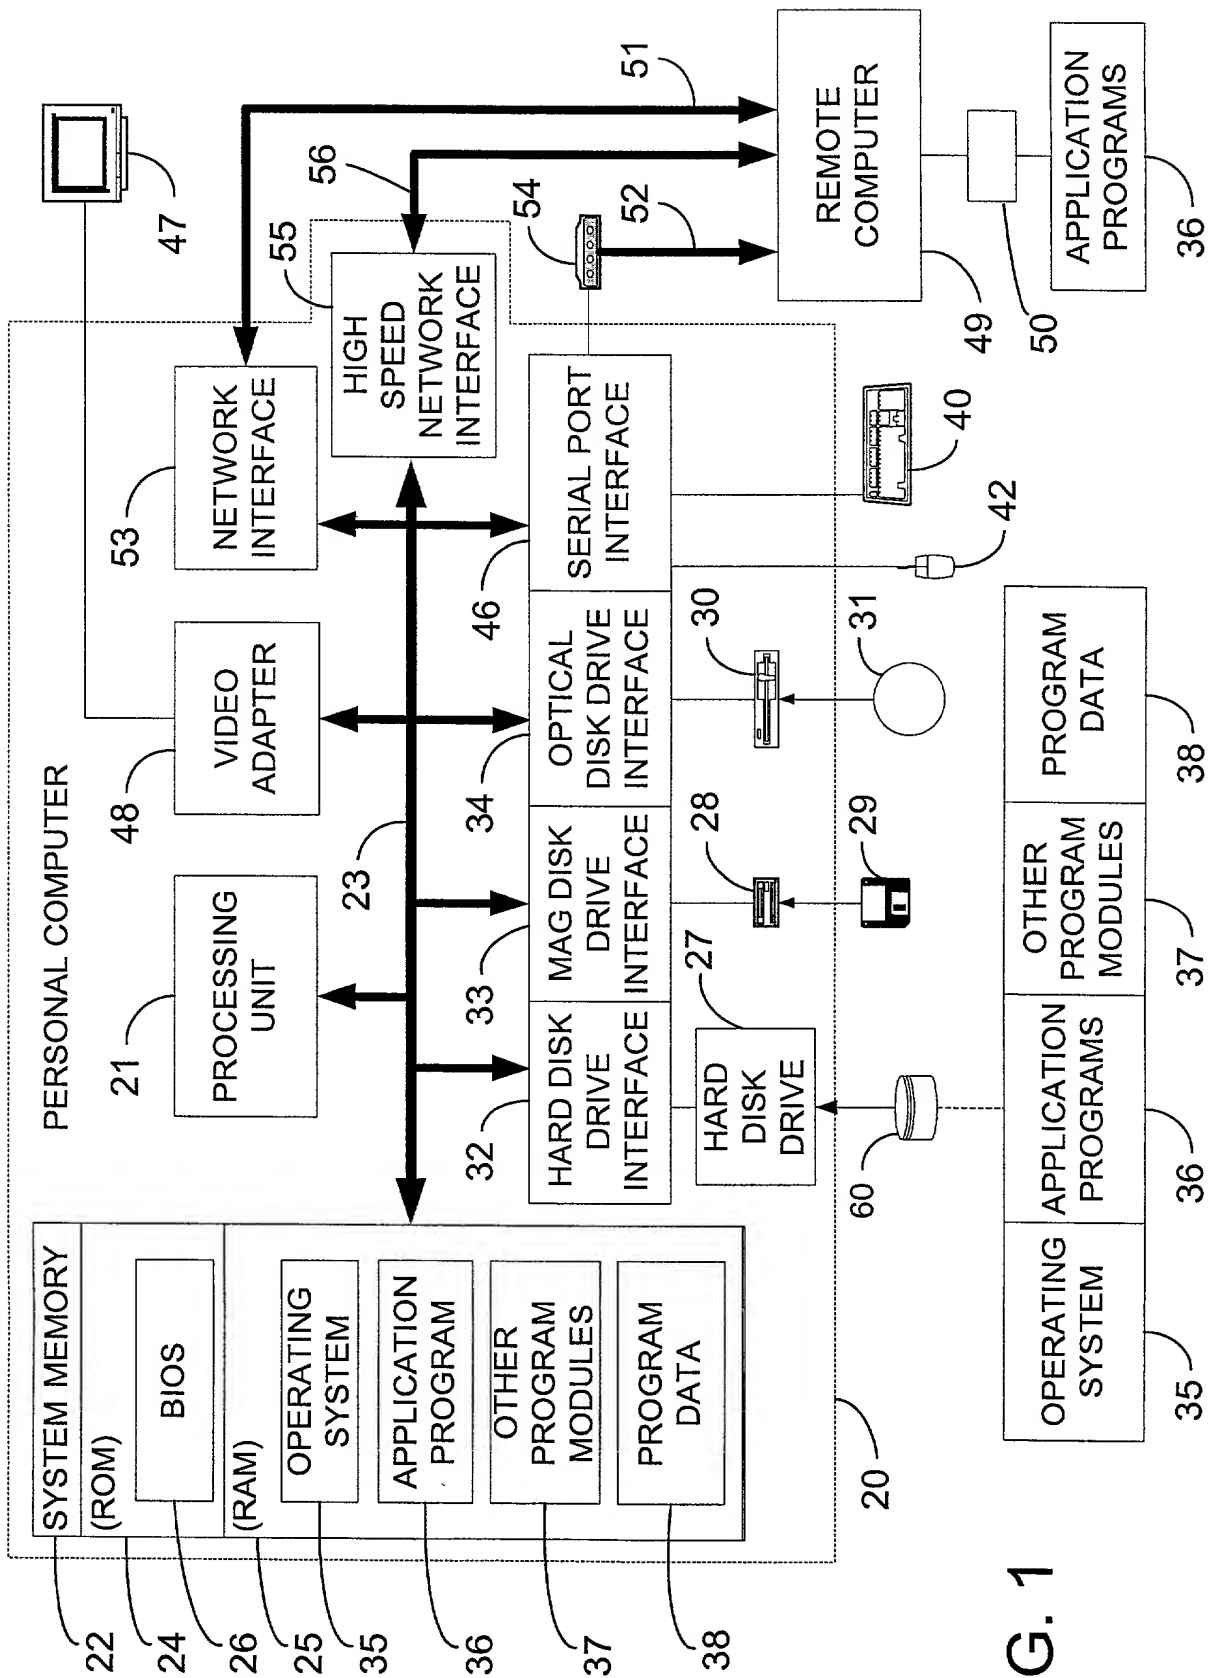 PERSONAL COMPUTER
22
SYSTEM MEMORY
24
(ROM)
26
BIOS
25
(RAM)
35
OPERATING
SYSTEM
36
APPLICATION
PROGRAM
37
OTHER
PROGRAM
MODULES
38
PROGRAM
DATA
21
PROCESSING
UNIT
48
VIDEO
ADAPTER
53
NETWORK
INTERFACE
47
55
HIGH
SPEED
NETWORK
INTERFACE
56
51
23
32
HARD DISK
DRIVE
INTERFACE
33
MAG DISK
DRIVE
INTERFACE
34
OPTICAL
DISK DRIVE
INTERFACE
46
SERIAL PORT
INTERFACE
54
52
27
HARD
DISK
DRIVE
28
30
REMOTE
COMPUTER
60
29
31
42
40
49
20
50
OPERATING
SYSTEM
APPLICATION
PROGRAMS
OTHER
PROGRAM
MODULES
PROGRAM
DATA
APPLICATION
PROGRAMS
35
36
37
38
36
G. 1